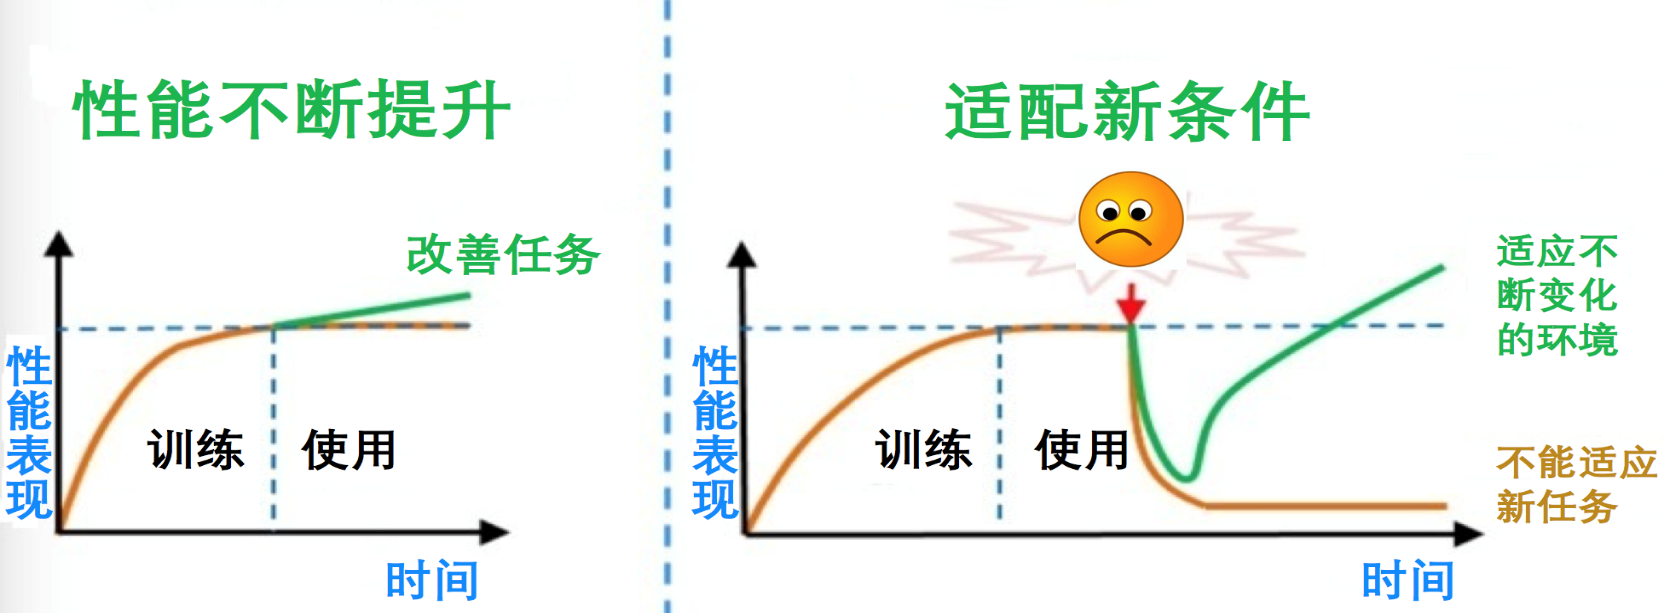 性能不断提升
适配新条件
改善任务
性能表现
训练
使用
时间
性能表现
训练
使用
时间
适应不
断变化
的环境
不能适应
新任务